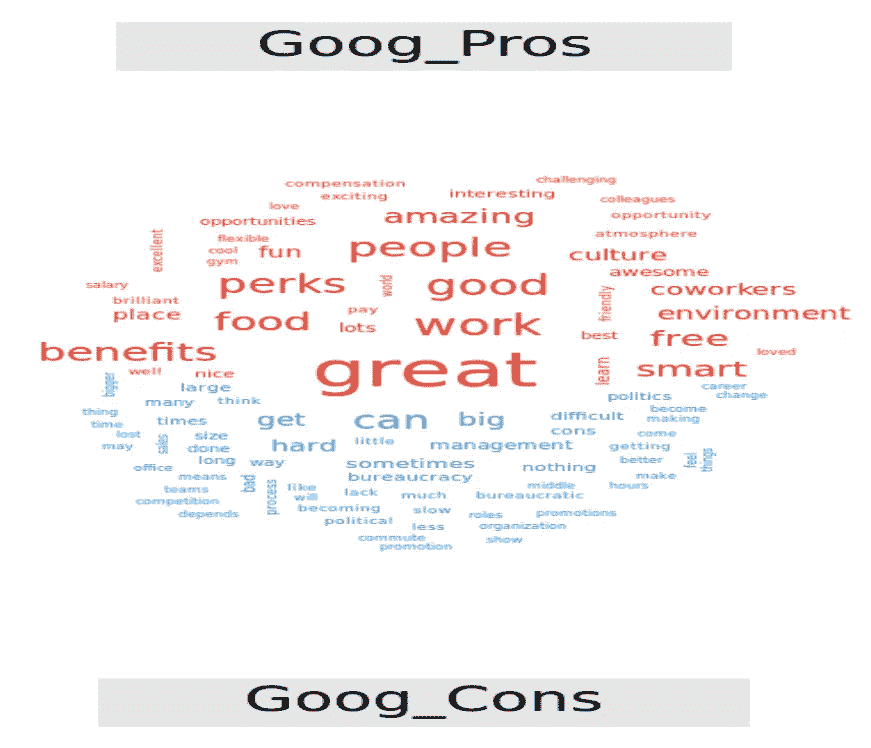 Goog_Pros
compensation challenging
exciting interesting colleagues
love amazing opportunity
opportunities
excellent flexible people atmosphere
cool fun culture
gym awesome
salary perks world good friendly coworkers
brilliant
place food pay work environment
lots best free
benefits loved
well! nice great learn smart
bigger large politics career
many think change
thing times get can big difficult become
time making
lost sales size little cons come
may done hard management getting
office long way sometimes nothing better feel things
means bad process bureaucracy make
teams like lack middle hours
competition will much bureaucratic
depends becoming slow roles promotions
political less organization
commute show
promotion
Goog_Cons